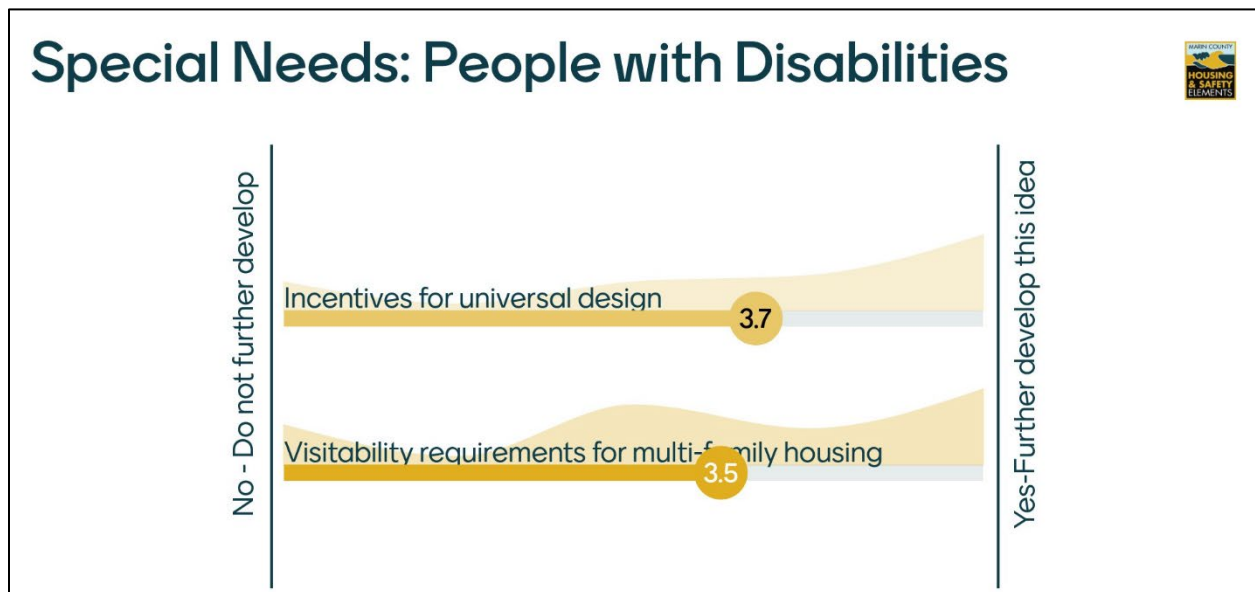 Special Needs: People with Disabilities
MARIN COUNTY
HOUSING
& SAFETY
ELEMENTS
No - Do not further develop
Incentives for universal design
3.7
Visitability requirements for multi-family housing
3.5
Yes-Further develop this idea